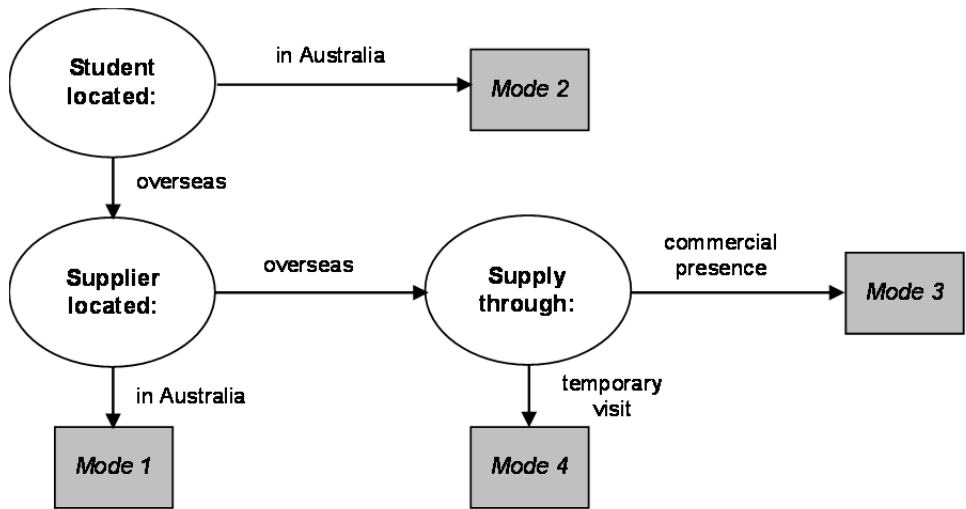 in Australia
Student
located:
Mode 2
overseas
Supplier
located:
overseas
Supply
through:
commercial
presence
Mode 3
in Australia
temporary
visit
Mode 1
Mode 4